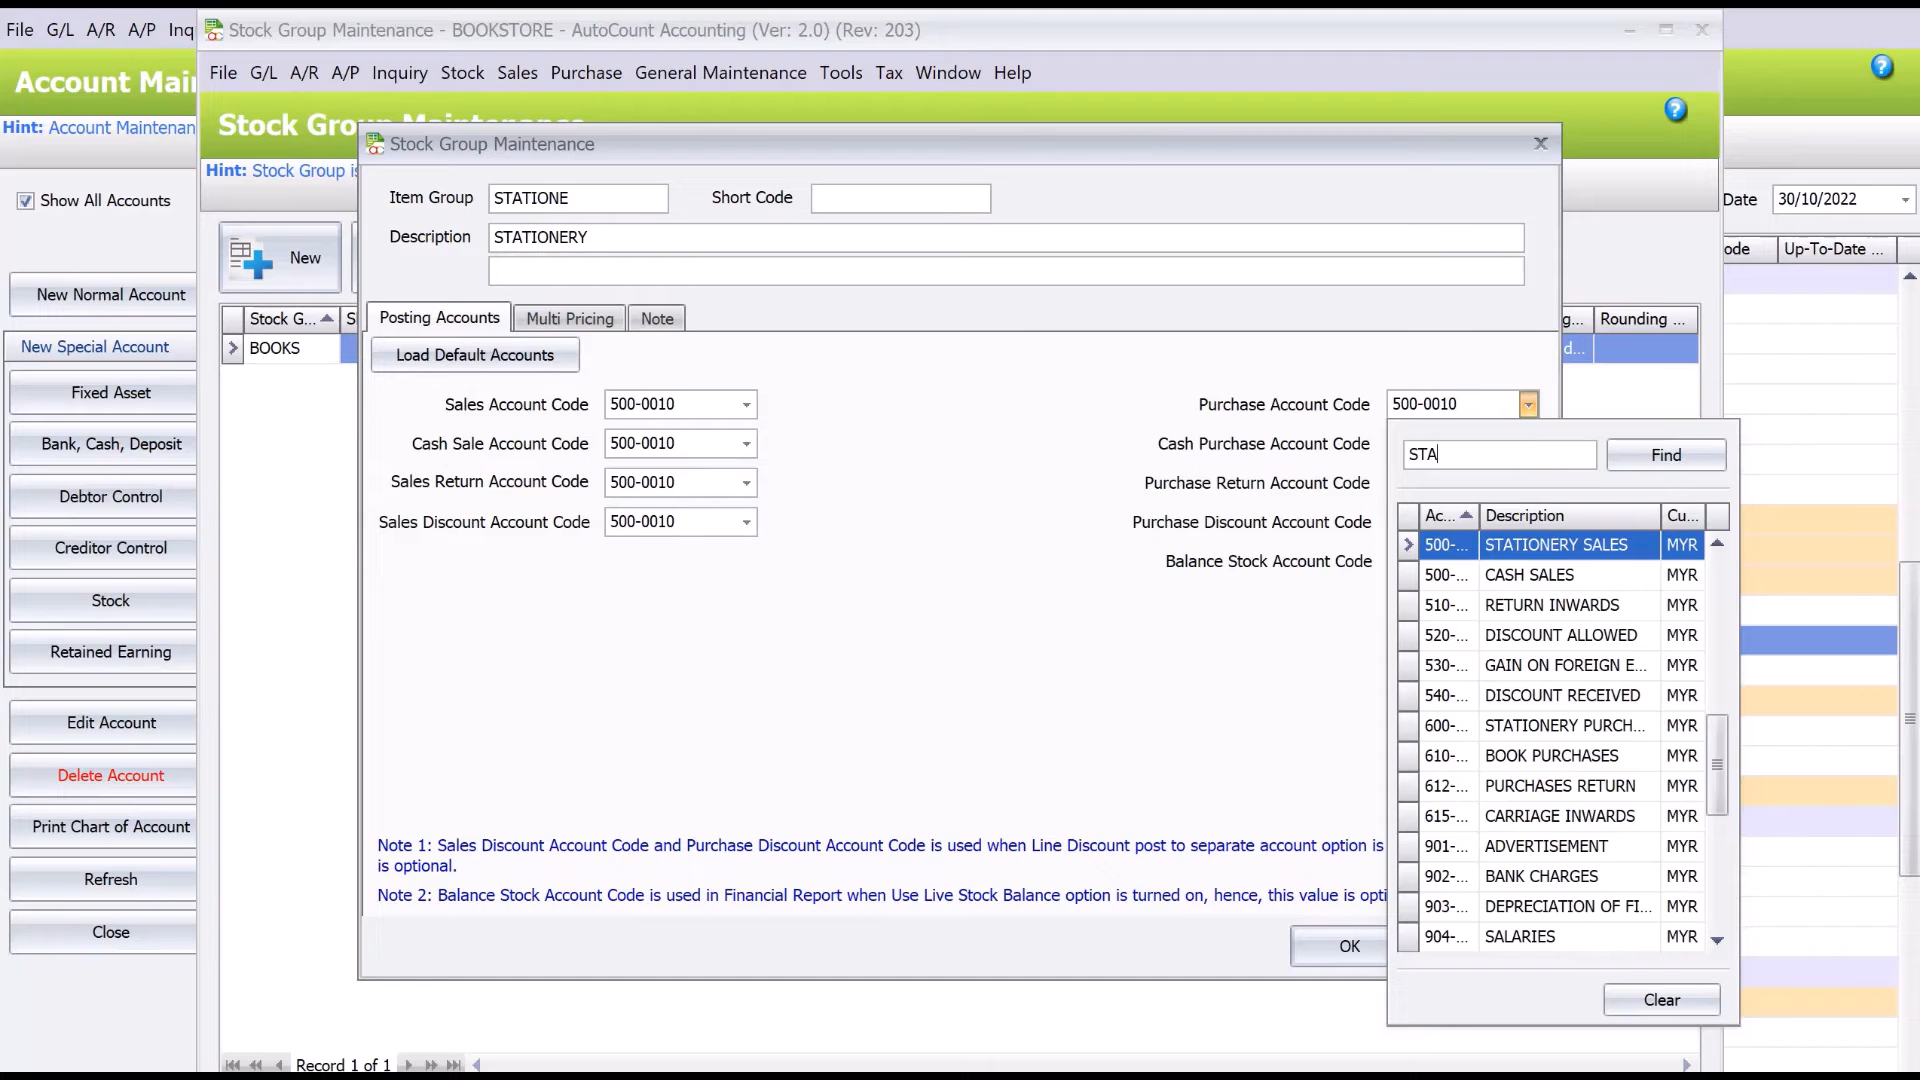 File G/L A/R A/P Inq
Stock Group Maintenance - BOOKSTORE - AutoCount Accounting (Ver: 2.0) (Rev: 203)
File G/L A/R A/P Inquiry Stock Sales Purchase General Maintenance Tools Tax Window Help
Account Mai
Stock Gro
Hint: Account Maintenan
Hint: Stock Group i
Show All Accounts
Date 30/10/2022
ode Up-To-Date ...
New Normal Account
New Special Account
Fixed Asset
Bank, Cash, Deposit
Debtor Control
Creditor Control
Stock
Retained Earning
Edit Account
Delete Account
Print Chart of Account
Refresh
Close
New
Stock G... S
g... Rounding ...
BOOKS
d...
Record 1 of 1
Stock Group Maintenance
Item Group STATIONE Short Code
Description STATIONERY
Posting Accounts Multi Pricing Note
Load Default Accounts
Sales Account Code 500-0010
Cash Sale Account Code 500-0010
Sales Return Account Code 500-0010
Sales Discount Account Code 500-0010
Purchase Account Code 500-0010
Cash Purchase Account Code
Purchase Return Account Code
Purchase Discount Account Code
Balance Stock Account Code
Note 1: Sales Discount Account Code and Purchase Discount Account Code is used when Line Discount post to separate account option is
is optional.
Note 2: Balance Stock Account Code is used in Financial Report when Use Live Stock Balance option is turned on, hence, this value is opti
OK
STA Find
Ac... Description Cu...
500-... STATIONERY SALES MYR
500-... CASH SALES MYR
510-... RETURN INWARDS MYR
520-... DISCOUNT ALLOWED MYR
530-... GAIN ON FOREIGN E... MYR
540-... DISCOUNT RECEIVED MYR
600-... STATIONERY PURCH... MYR
610-... BOOK PURCHASES MYR
612-... PURCHASES RETURN MYR
615-... CARRIAGE INWARDS MYR
901-... ADVERTISEMENT MYR
902-... BANK CHARGES MYR
903-... DEPRECIATION OF FI... MYR
904-... SALARIES MYR
Clear